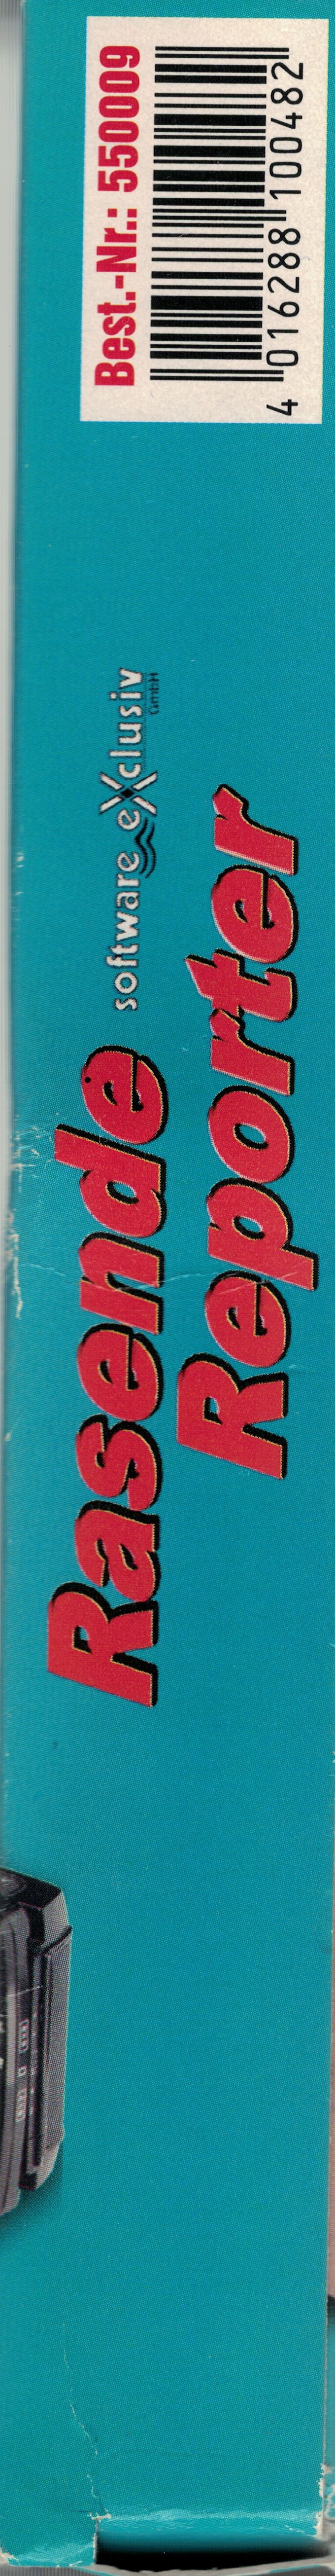 Rasende
Reporter
software eXclusiv
GmbH
Best.-Nr.: 550009
4 016288 100482